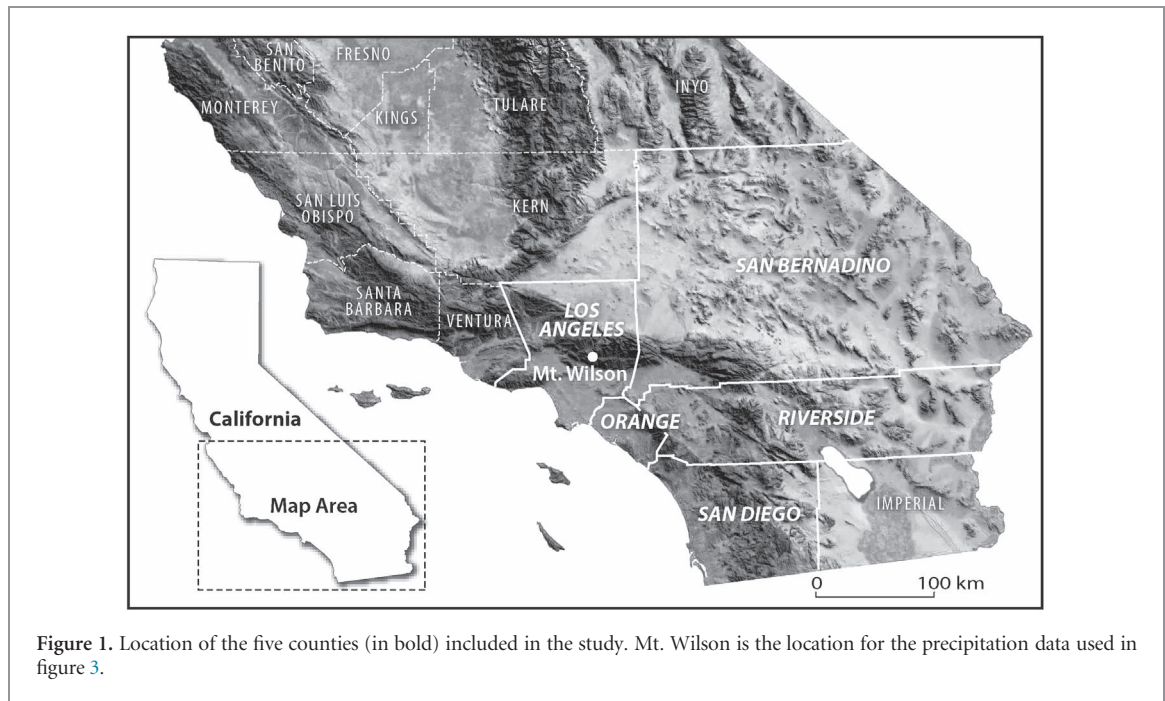 SAN
BENITO
FRESNO
MONTEREY
KINGS
TULARE
INYO
SAN LUIS
OBISPO
KERN
SAN BERNADINO
SANTA
BARBARA
VENTURA
LOS
ANGELES
Mt. Wilson
ORANGE
RIVERSIDE
California
Map Area
SAN DIEGO
IMPERIAL
0 100 km
Figure 1. Location of the five counties (in bold) included in the study. Mt. Wilson is the location for the precipitation data used in
figure 3.